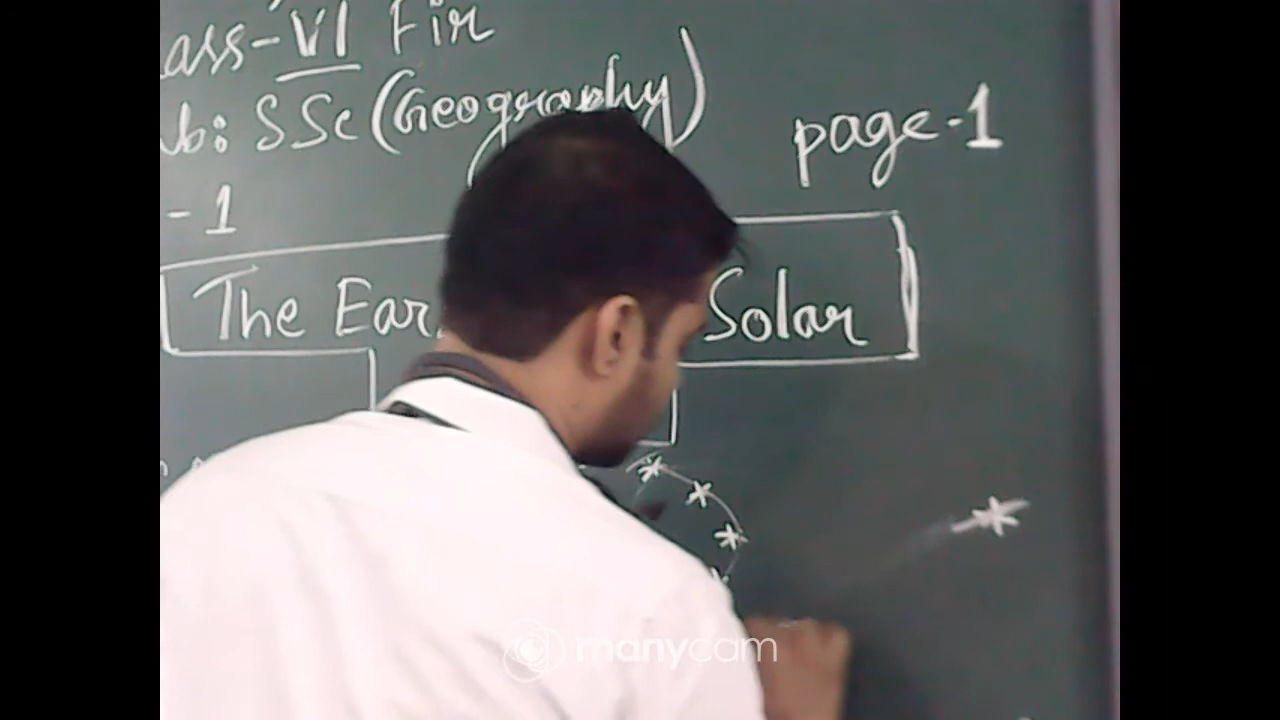 ass-VI Fir
ub: SSc (Geography)
page-1
-1
The Ear Solar
manycam